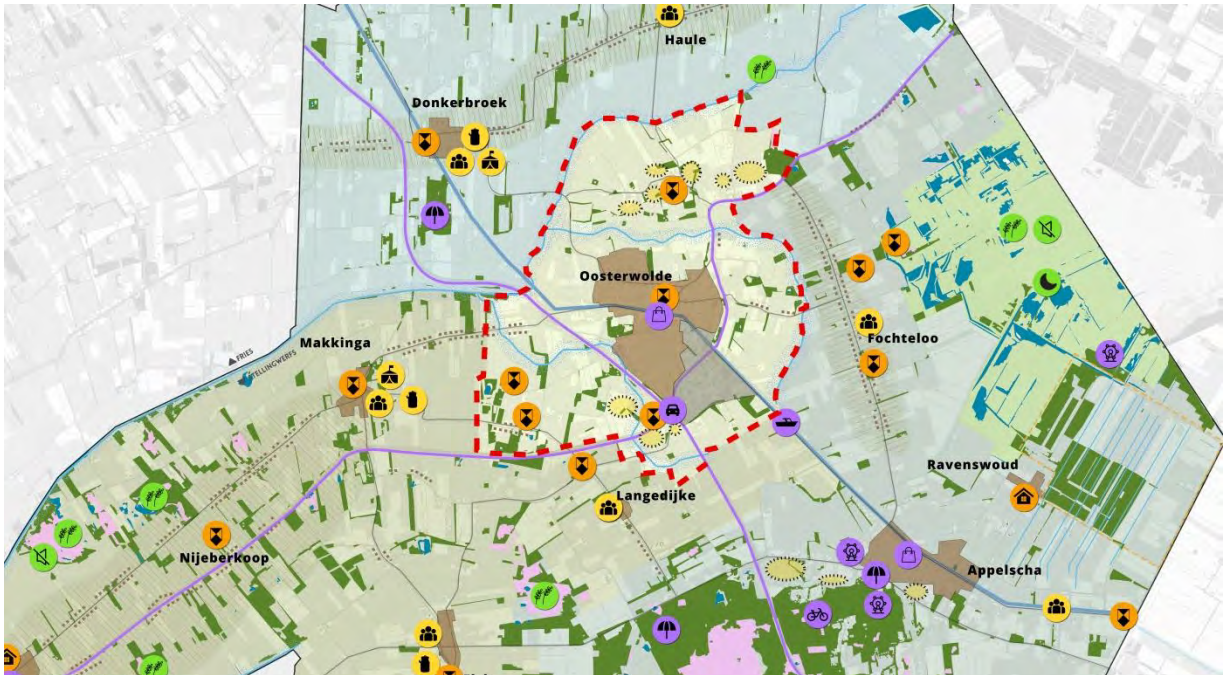 Haule
Donkerbroek
Oosterwolde
Makkinga
FRIES
STELLINGWERFS
Fochteloo
Ravenswoud
Langedijke
Nijeberkoop
Appelscha